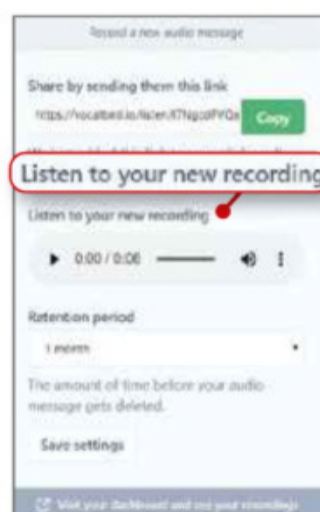 Record a new audio message
Share by sending them this link
Copy
Listen to your new recording
Listen to your new recording
0:00 / 0:06
Retention period
1 month
The amount of time before your audio
message gets deleted.
Save settings
Visit your dashboard and see your recordings